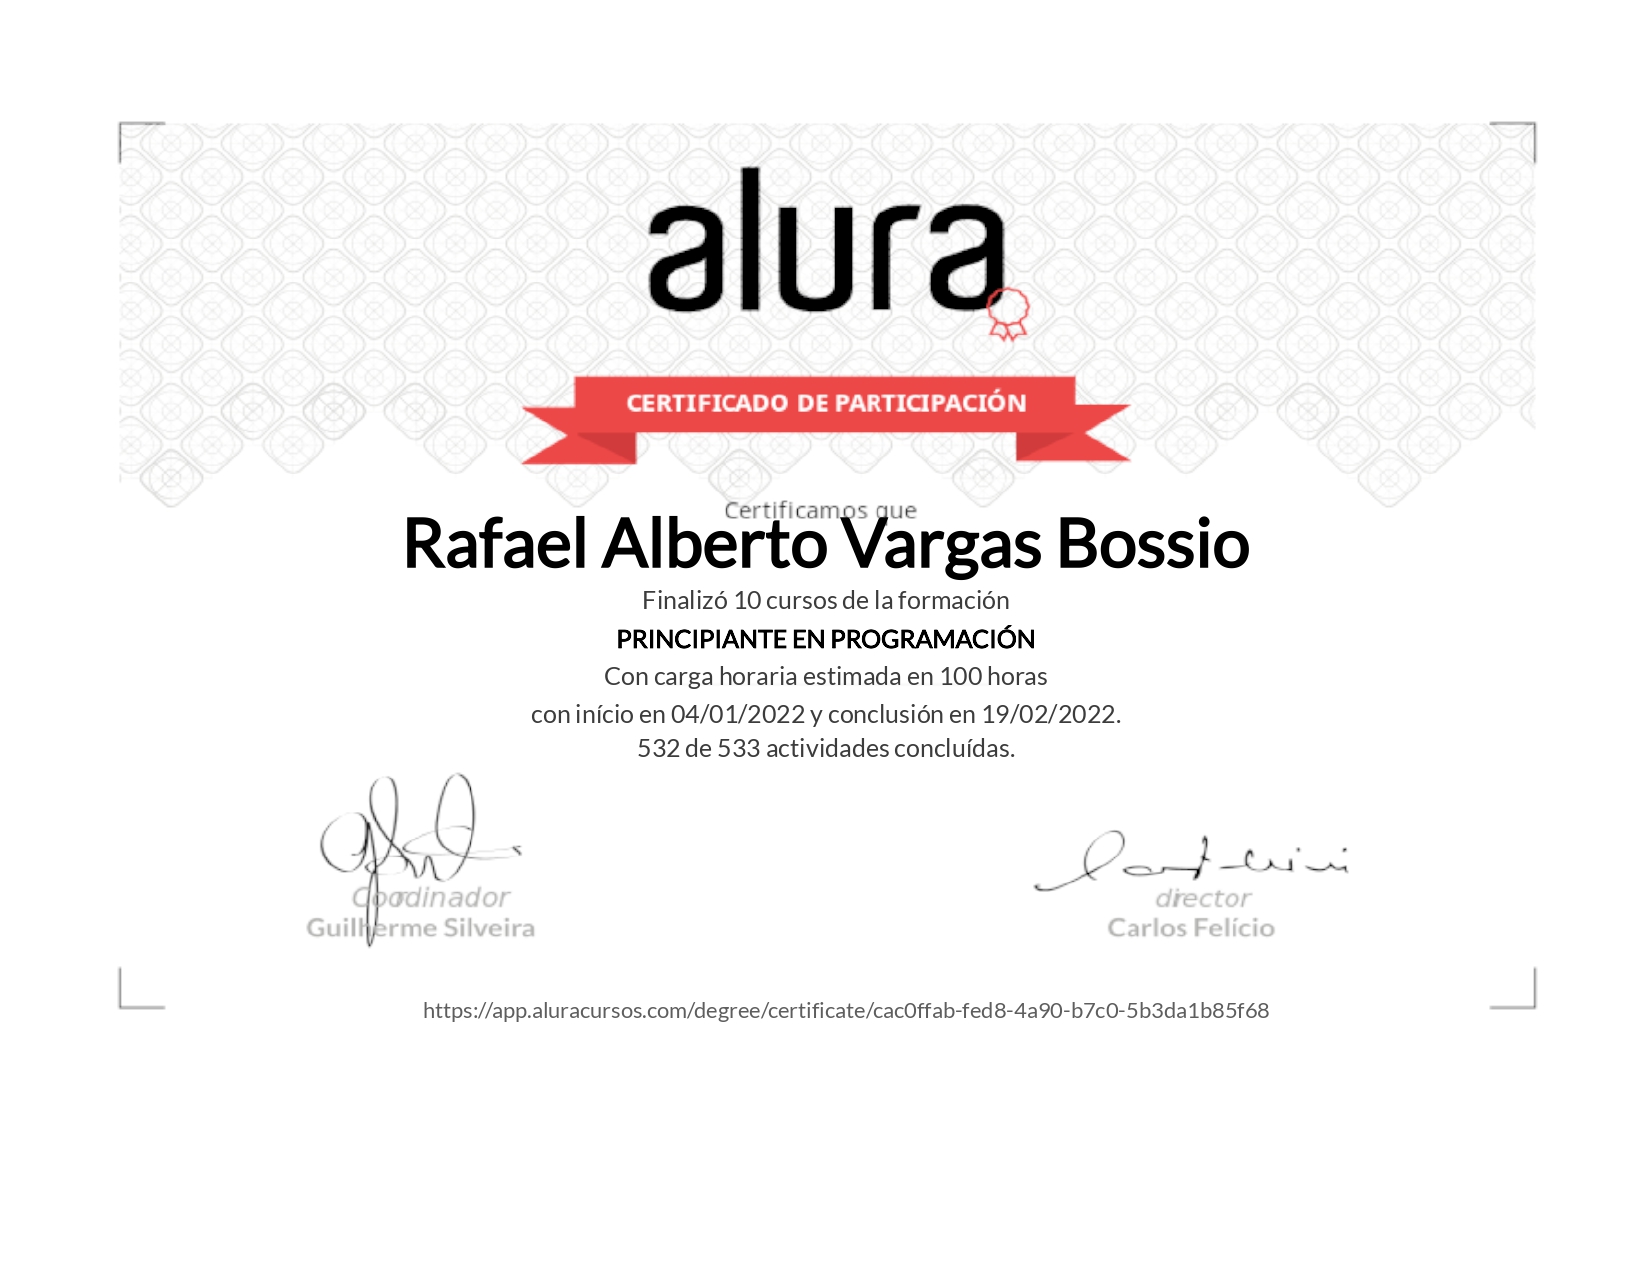 alura
CERTIFICADO DE PARTICIPACIÓN
Certificamos que
Rafael Alberto Vargas Bossio
Finalizó 10 cursos de la formación
PRINCIPIANTE EN PROGRAMACIÓN
Con carga horaria estimada en 100 horas
con início en 04/01/2022 y conclusión en 19/02/2022.
532 de 533 actividades concluídas.
Coordinador
Guilherme Silveira
director
Carlos Felício
https://app.aluracursos.com/degree/certificate/cac0ffab-fed8-4a90-b7c0-5b3da1b85f68